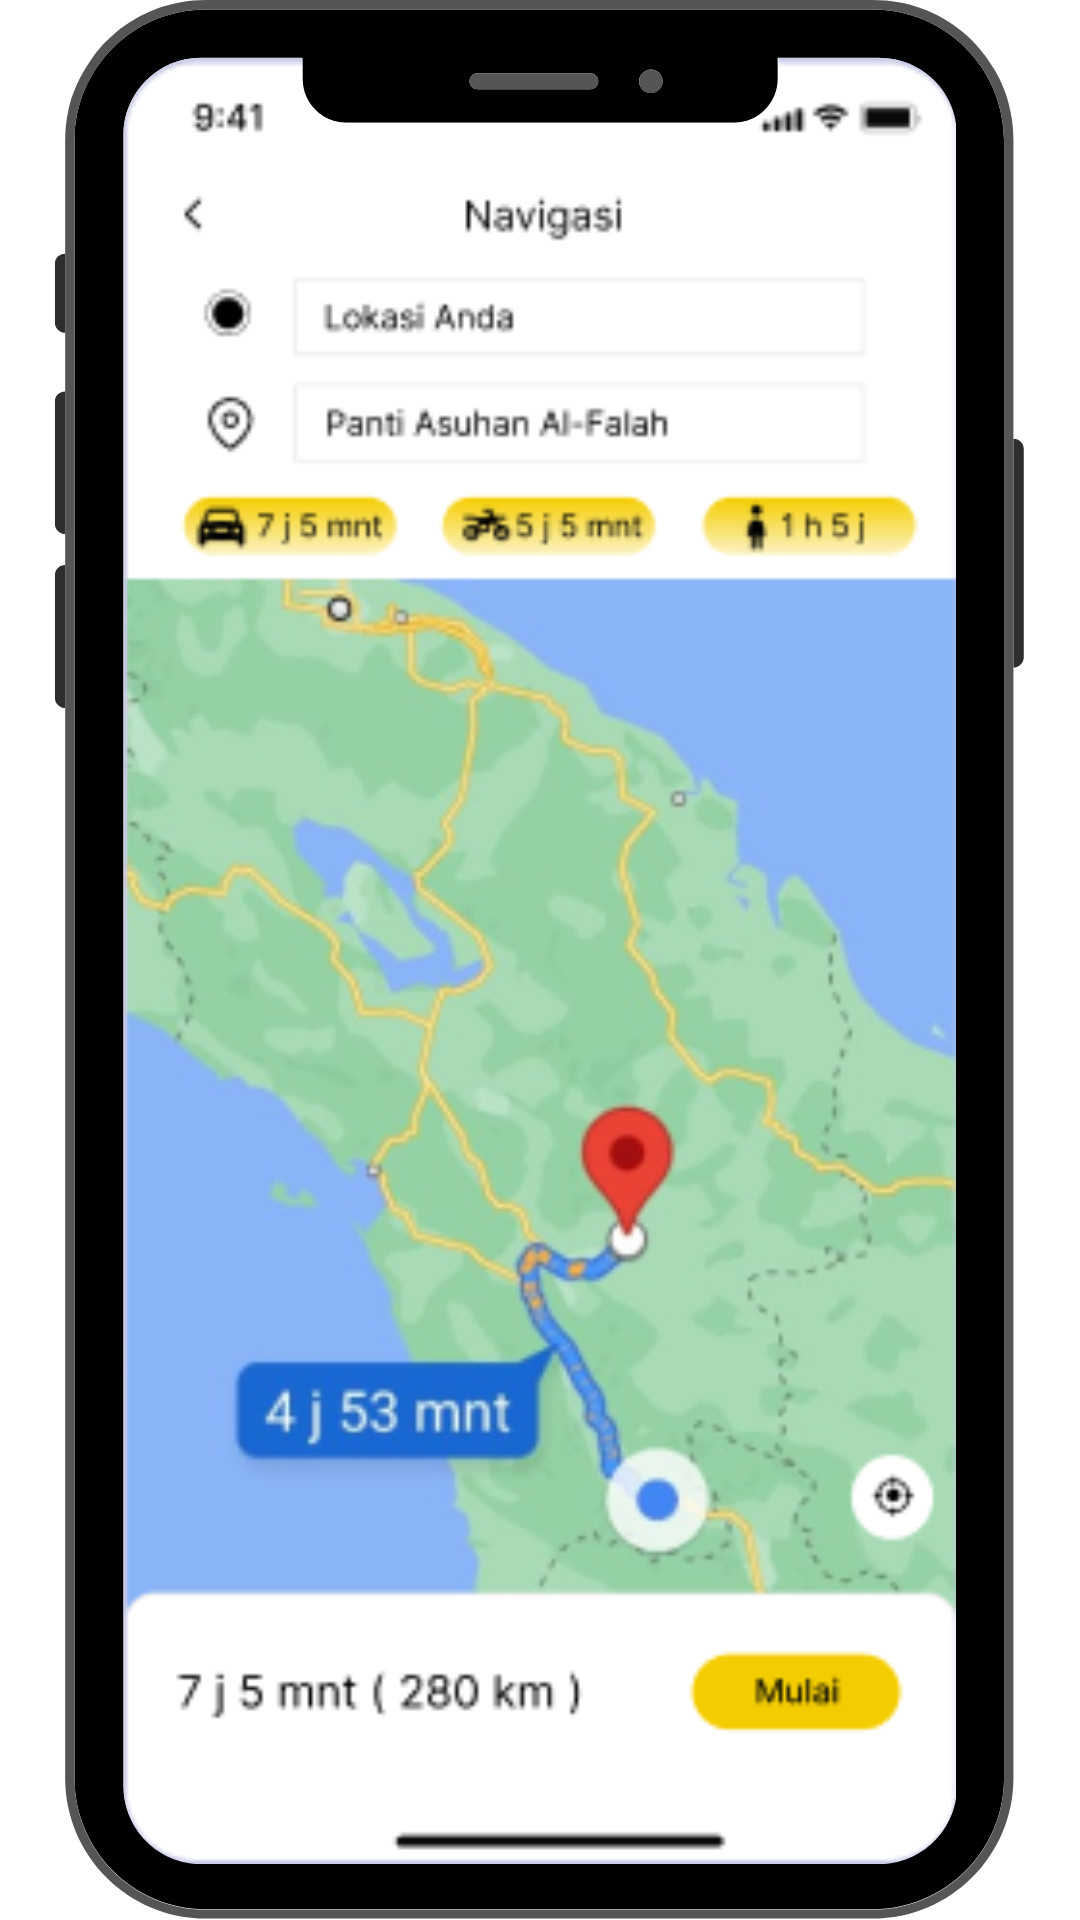 9:41
Navigasi
Lokasi Anda
Panti Asuhan Al-Falah
7 j 5 mnt
5 j 5 mnt
1 h 5 j
4 j 53 mnt
7 j 5 mnt ( 280 km )
Mulai